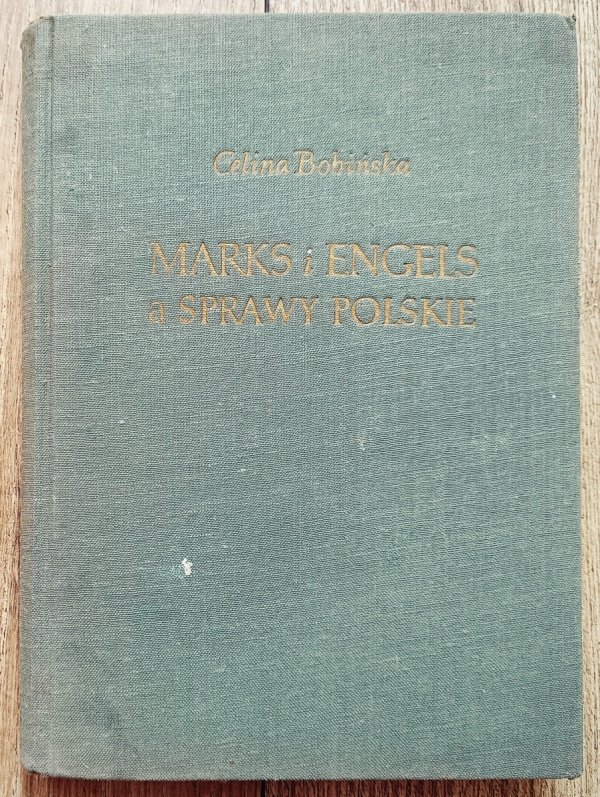 Celina Bobińska
MARKS i ENGELS
a SPRAWY POLSKIE